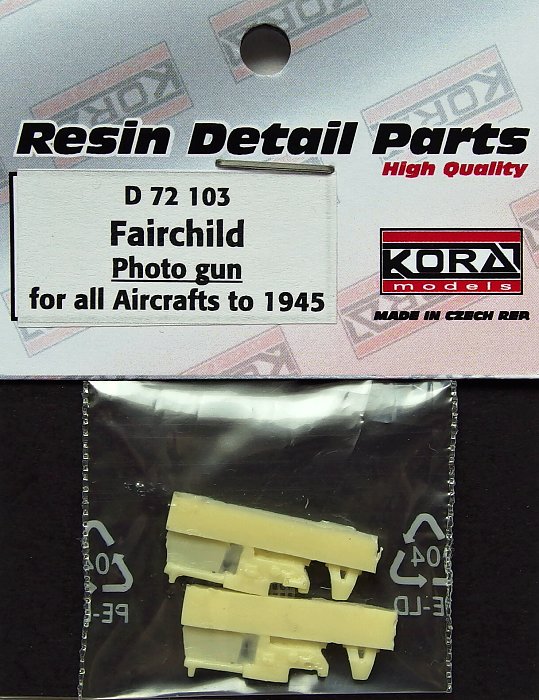 Resin Detail Parts
High Quality
D 72 103
Fairchild
Photo gun
for all Aircrafts to 1945
KORA
models
MADE IN CZECH REP.
04
PE-LD
04
PE-LD